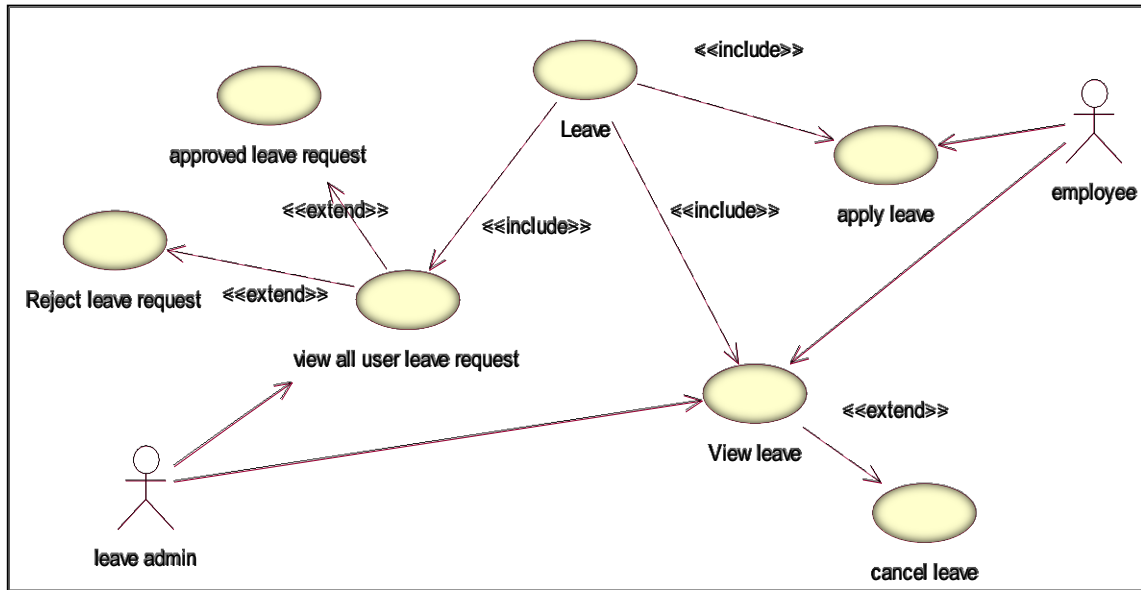 <<include>>
Leave
approved leave request
employee
apply leave
<<extend>>
<<include>>
<<include>>
Reject leave request
<<extend>>
view all user leave request
<<extend>>
View leave
leave admin
cancel leave